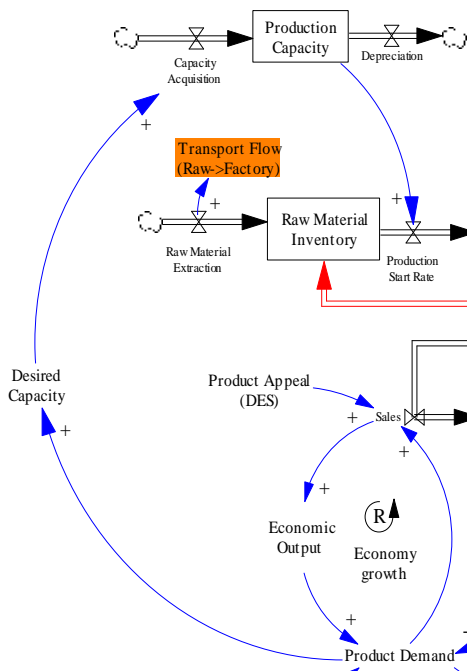 Production
Capacity
Capacity
Acquisition
Depreciation
+
Transport Flow
(Raw->Factory)
+
+
Raw Material
Extraction
Raw Material
Inventory
Production
Start Rate
Desired
Capacity
+
Product Appeal
(DES)
+
Sales
+
+
Economic
Output
R
Economy
growth
+
Product Demand
+